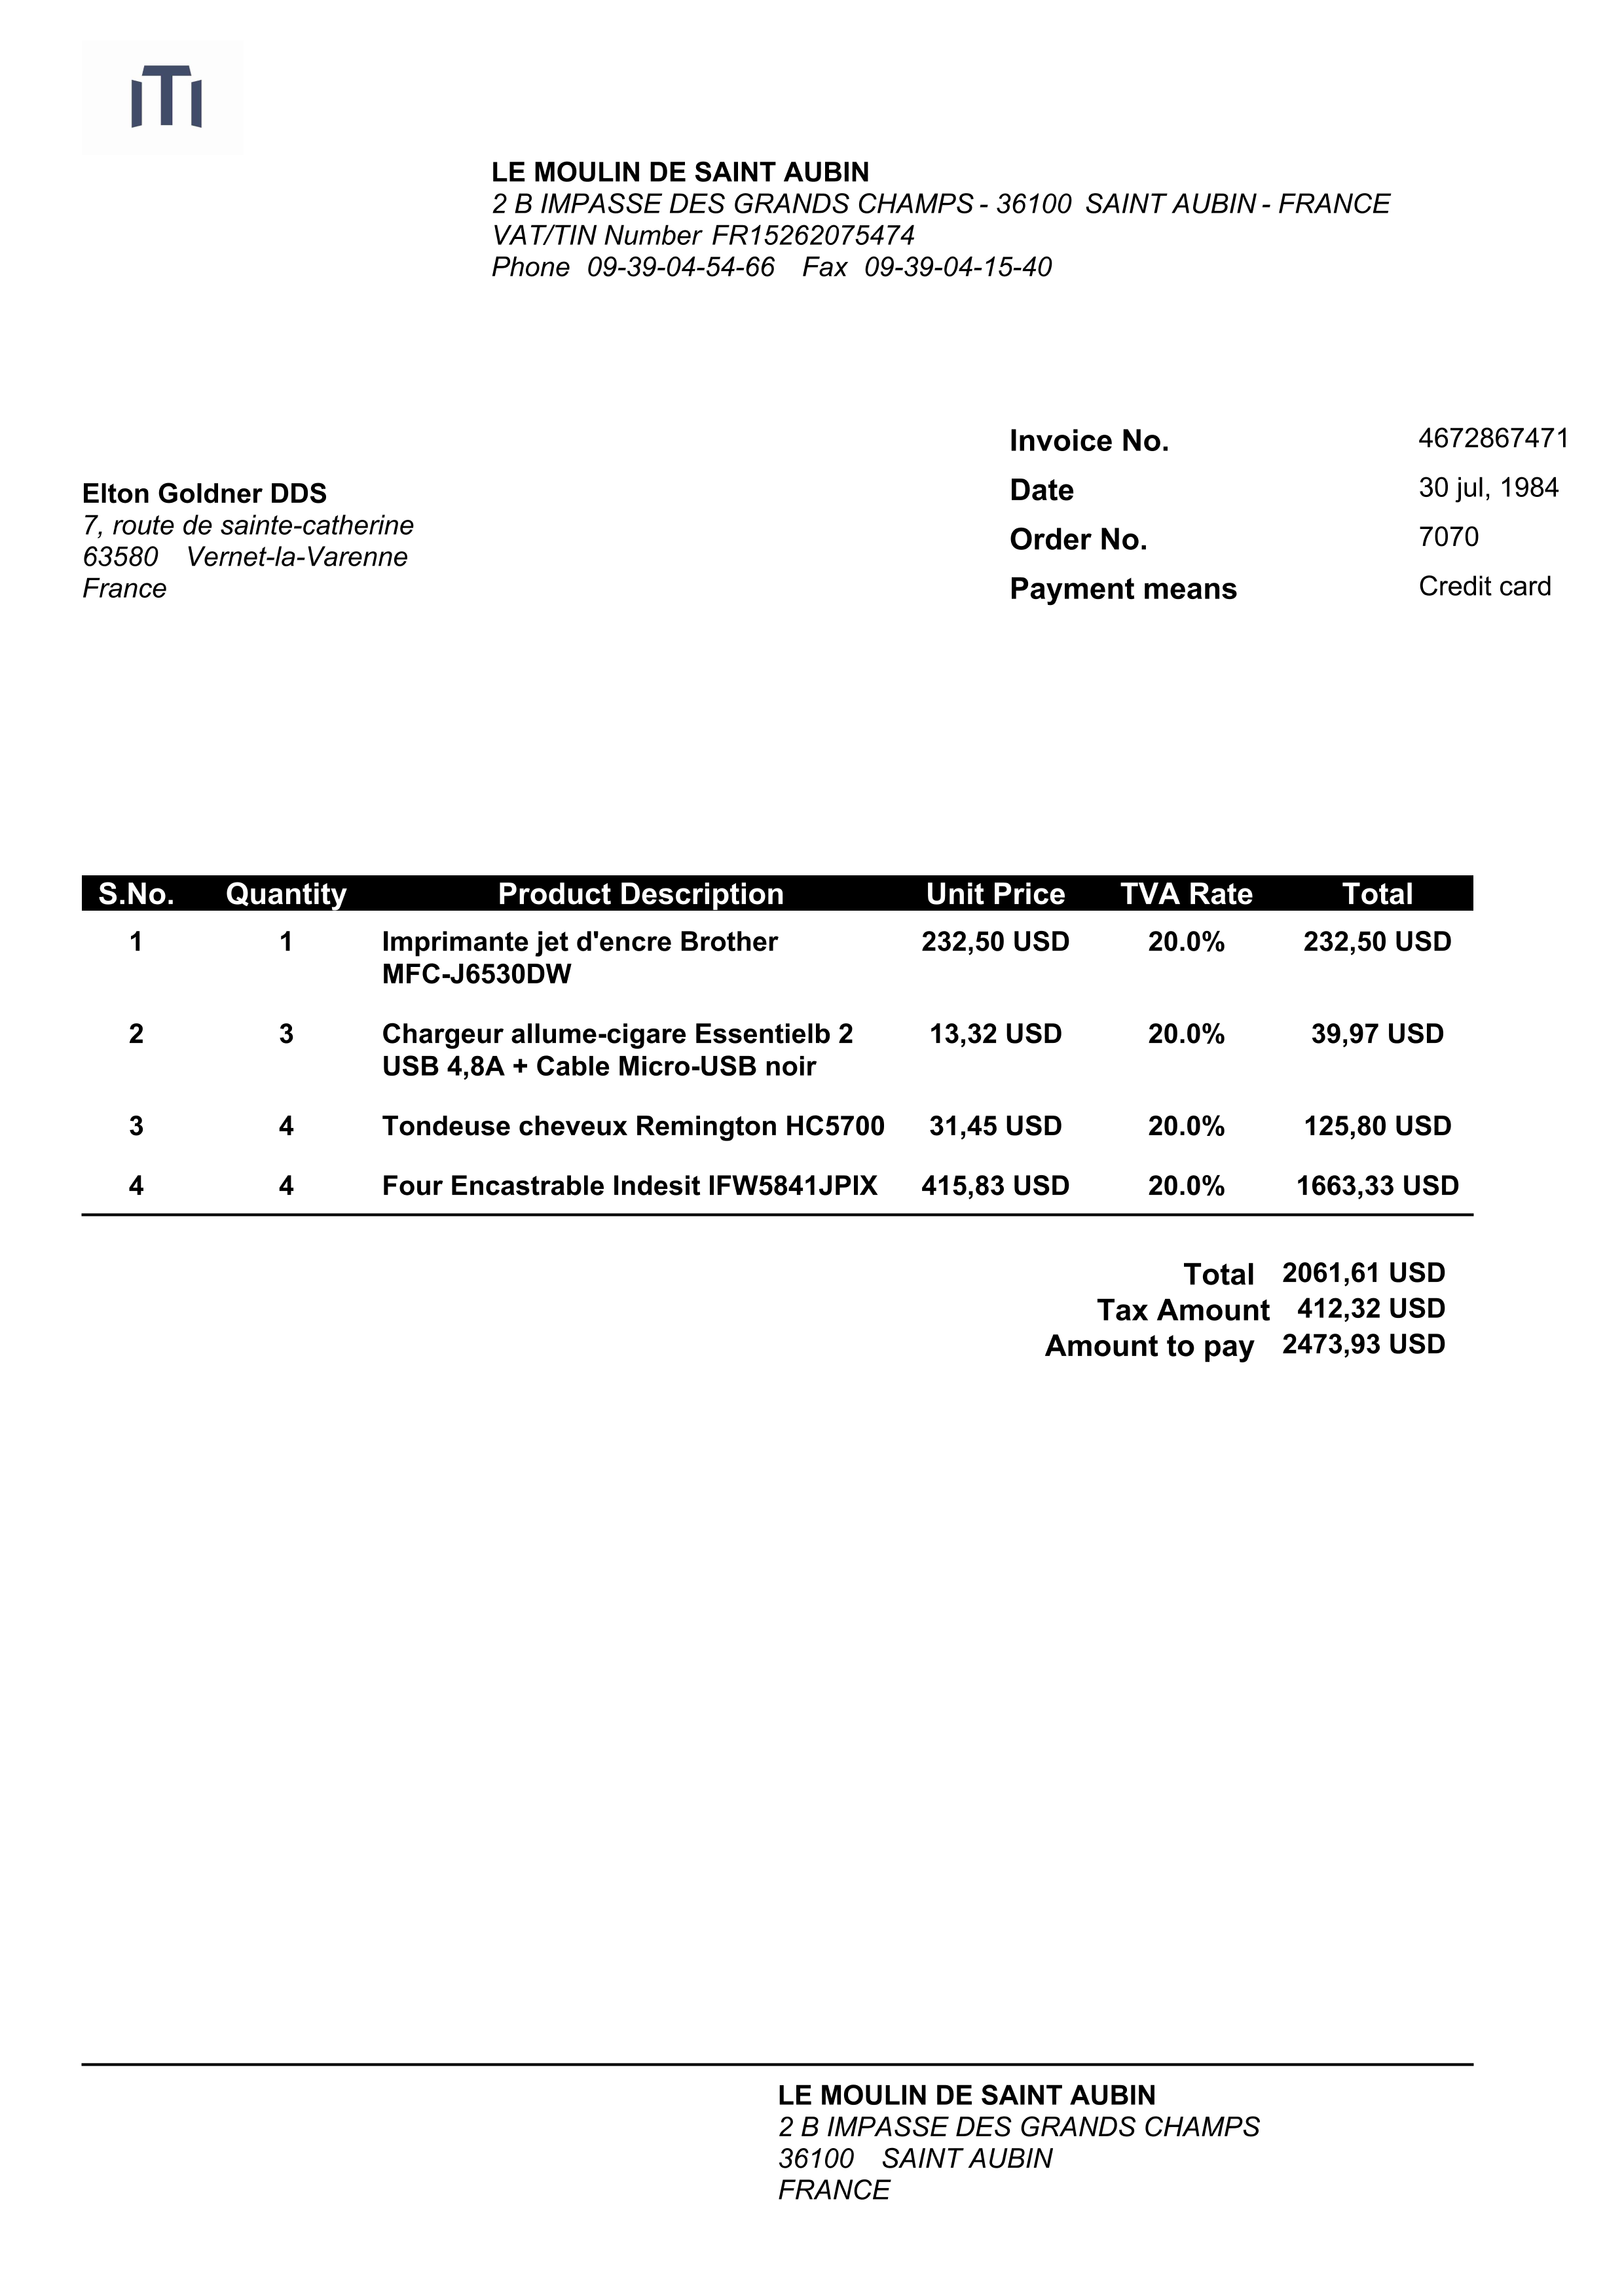 iTi
LE MOULIN DE SAINT AUBIN
2 B IMPASSE DES GRANDS CHAMPS - 36100 SAINT AUBIN - FRANCE
VAT/TIN Number FR15262075474
Phone 09-39-04-54-66 Fax 09-39-04-15-40
Elton Goldner DDS
7, route de sainte-catherine
63580 Vernet-la-Varenne
France
Invoice No. 4672867471
Date 30 jul, 1984
Order No. 7070
Payment means Credit card
S.No. Quantity Product Description Unit Price TVA Rate Total
1 1 Imprimante jet d'encre Brother 232,50 USD 20.0% 232,50 USD
MFC-J6530DW
2 3 Chargeur allume-cigare Essentielb 2 13,32 USD 20.0% 39,97 USD
USB 4,8A + Cable Micro-USB noir
3 4 Tondeuse cheveux Remington HC5700 31,45 USD 20.0% 125,80 USD
4 4 Four Encastrable Indesit IFW5841JPIX 415,83 USD 20.0% 1663,33 USD
Total 2061,61 USD
Tax Amount 412,32 USD
Amount to pay 2473,93 USD
LE MOULIN DE SAINT AUBIN
2 B IMPASSE DES GRANDS CHAMPS
36100 SAINT AUBIN
FRANCE